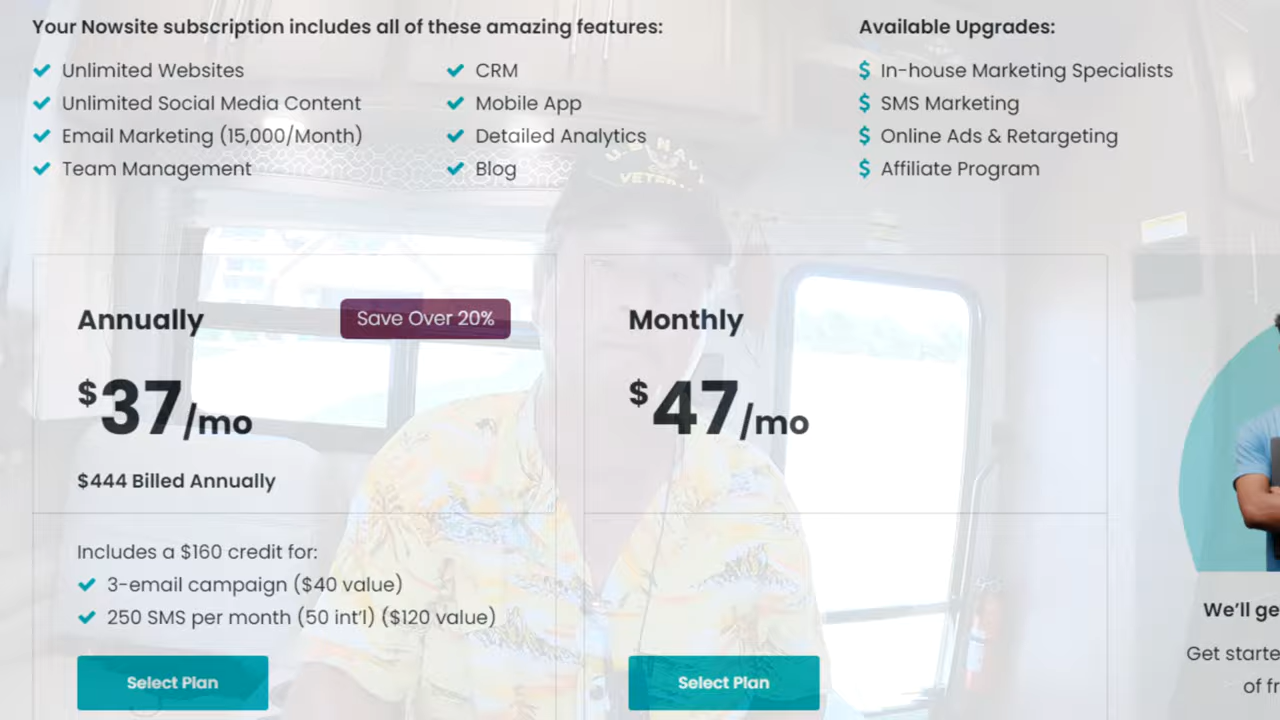 Your Nowsite subscription includes all of these amazing features:
Unlimited Websites
Unlimited Social Media Content
Email Marketing (15,000/Month)
Team Management
CRM
Mobile App
Detailed Analytics
Blog
Available Upgrades:
$ In-house Marketing Specialists
$ SMS Marketing
$ Online Ads & Retargeting
$ Affiliate Program
U.S. NAVY
VETERAN
Annually
Save Over 20%
$37/mo
$444 Billed Annually
Includes a $160 credit for:
3-email campaign ($40 value)
250 SMS per month (50 int'l) ($120 value)
Select Plan
Monthly
$47/mo
Select Plan
We'll ge
Get starte
of fr